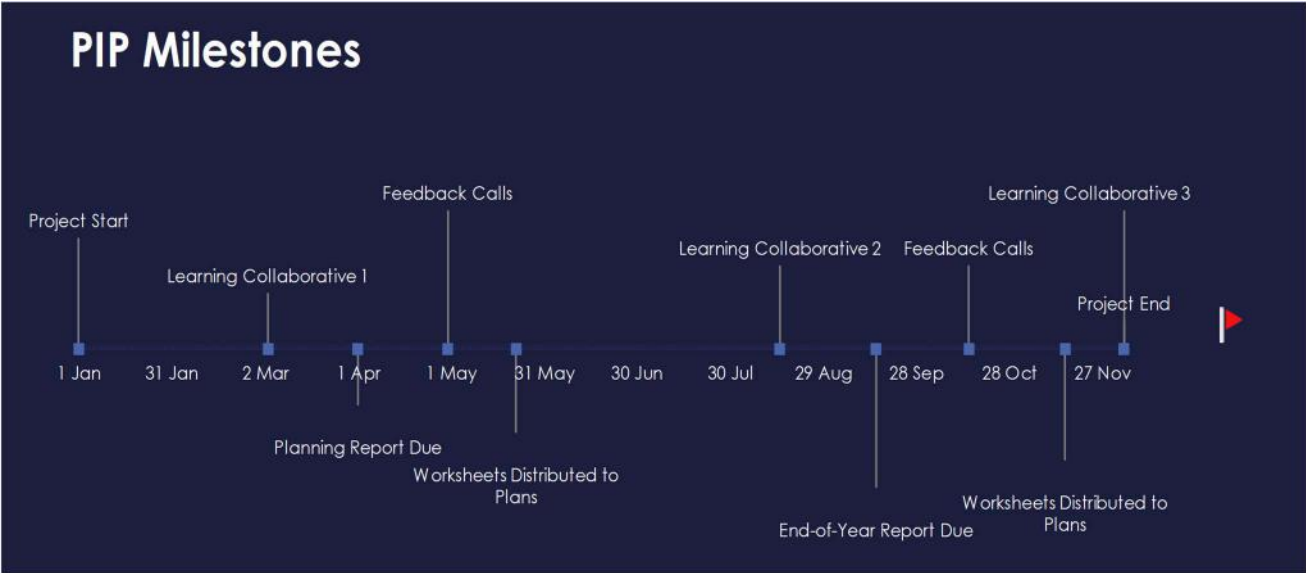 PIP Milestones
Feedback Calls
Learning Collaborative 3
Project Start
Learning Collaborative 2
Feedback Calls
Learning Collaborative 1
Project End
1 Jan
31 Jan
2 Mar
1 Apr
1 May
31 May
30 Jun
30 Jul
29 Aug
28 Sep
28 Oct
27 Nov
Planning Report Due
Worksheets Distributed to
Plans
Worksheets Distributed to
Plans
End-of-Year Report Due